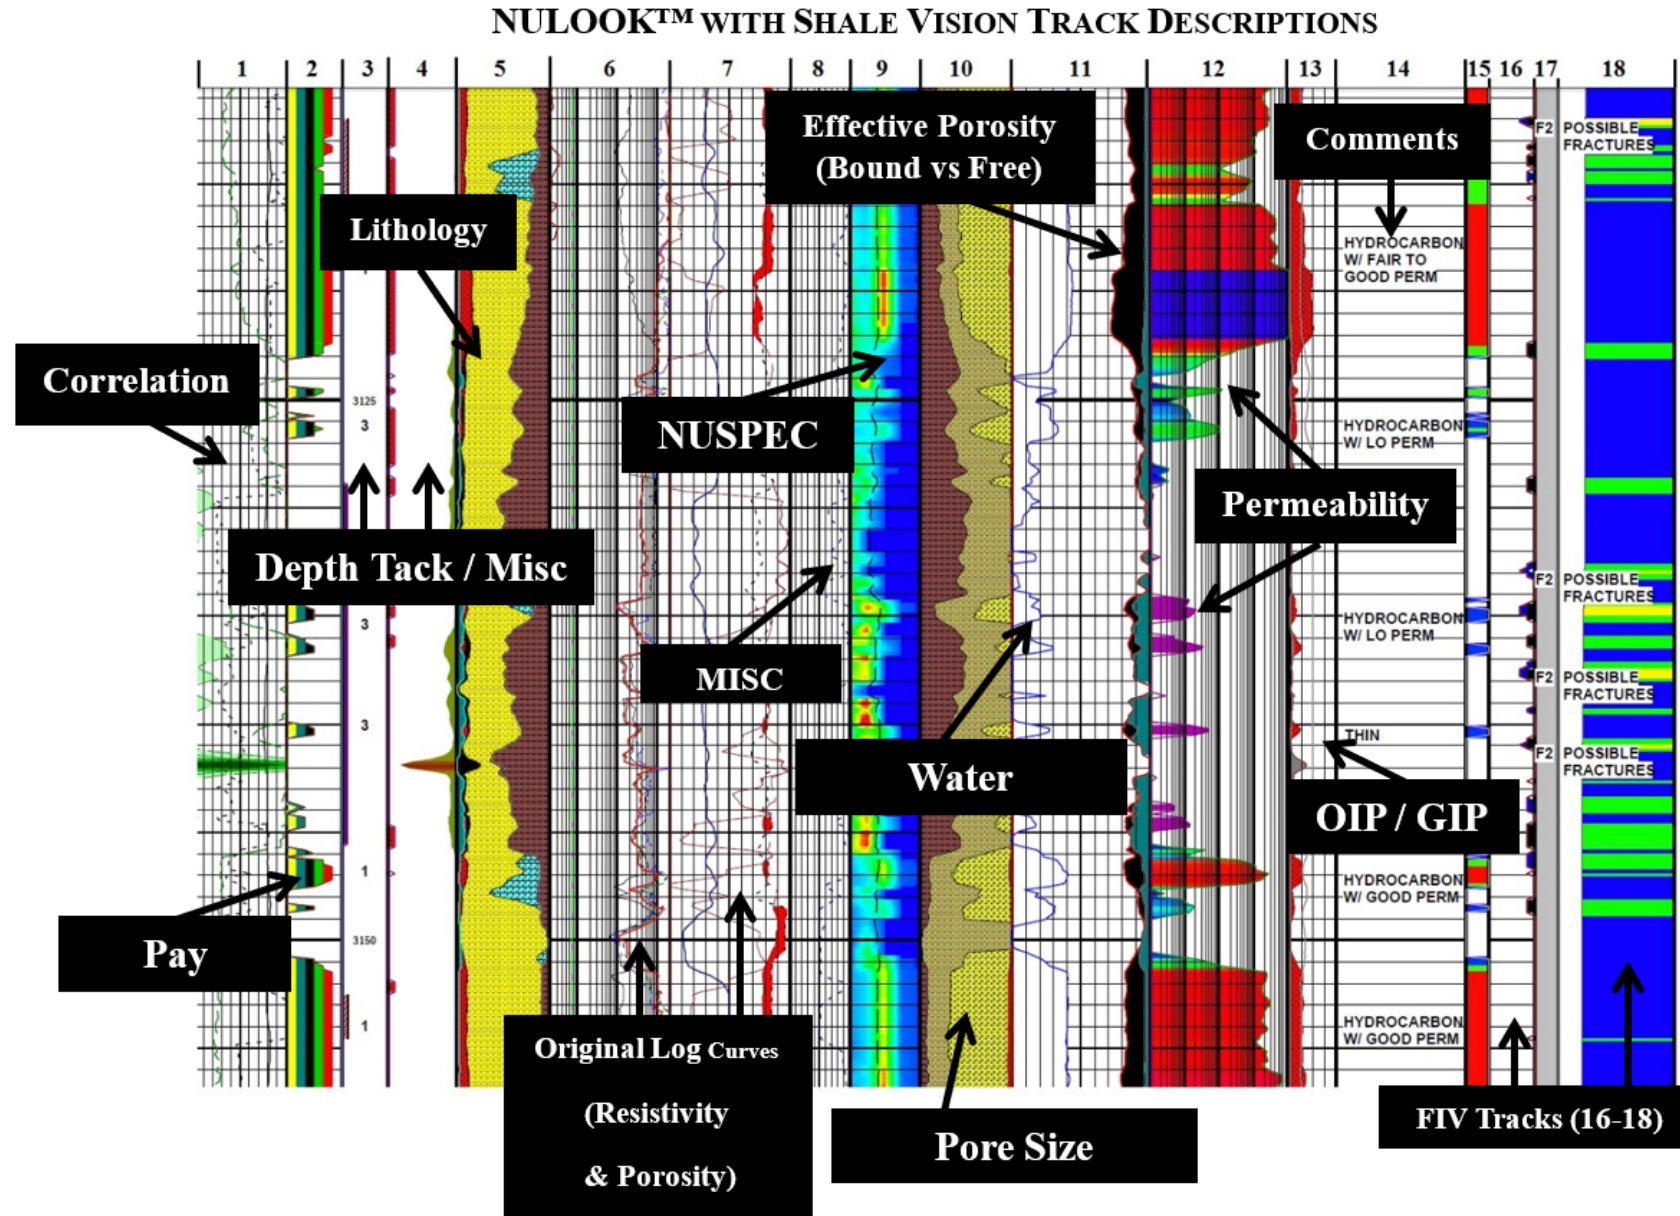 NULOOK™ WITH SHALE VISION TRACK DESCRIPTIONS
1 2 3 4 5 6 7 8 9 10 11 12 13 14 15 16 17 18
Effective Porosity
(Bound vs Free)
Comments
F2 POSSIBLE
FRACTURES
Lithology
HYDROCARBON
W/ FAIR TO
GOOD PERM
Correlation
3125
3
NUSPEC
HYDROCARBON
W/ LO PERM
Permeability
Depth Tack / Misc
F2 POSSIBLE
FRACTURES
3
HYDROCARBON
W/ LO PERM
MISC
F2 POSSIBLE
FRACTURES
3
THIN
F2 POSSIBLE
FRACTURES
Water
OIP / GIP
1
HYDROCARBON
W/ GOOD PERM
Pay
3150
1
HYDROCARBON
W/ GOOD PERM
Original Log Curves
(Resistivity
& Porosity)
Pore Size
FIV Tracks (16-18)